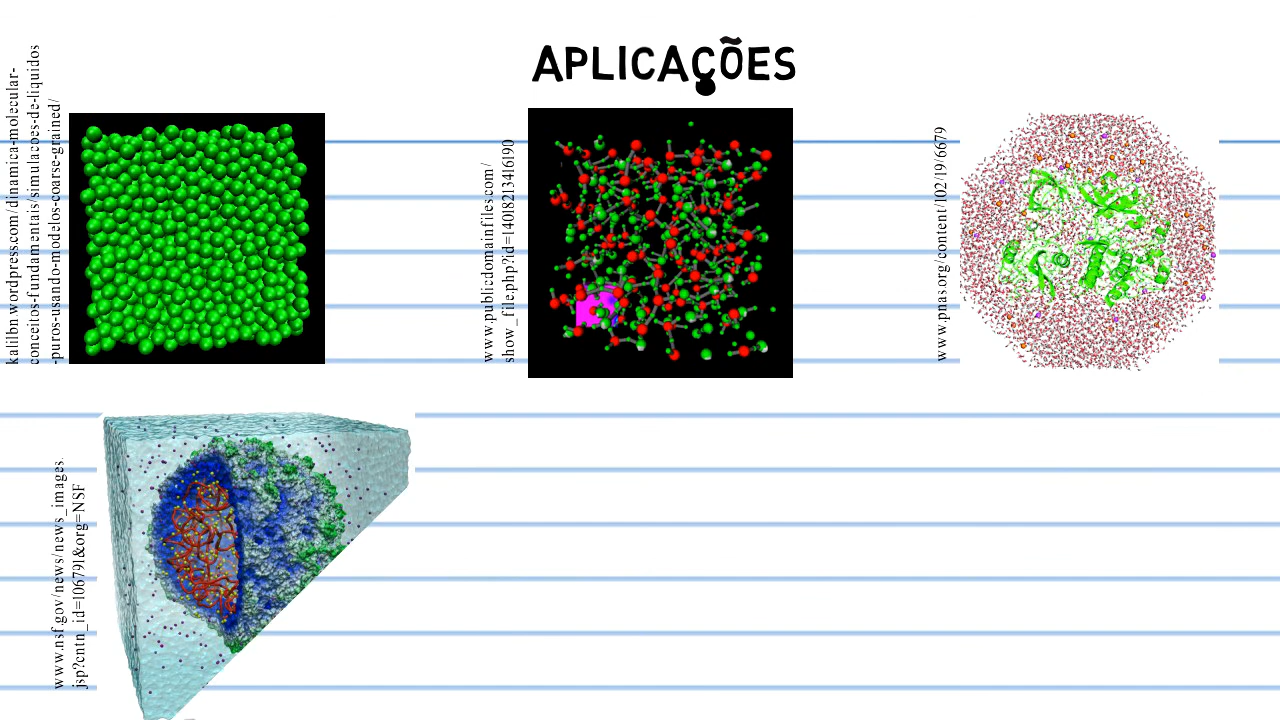 APLICAÇÕES
kalilbn.wordpress.com/dinamica-molecular-
conceitos-fundamentais/simulacoes-de-liquidos
-puros-usando-modelos-coarse-grained/
www.publicdomainfiles.com/
show_file.php?id=14018213416190
www.pnas.org/content/102/19/6679
www.nsf.gov/news/news_images.
jsp?cntn_id=106791&org=NSF